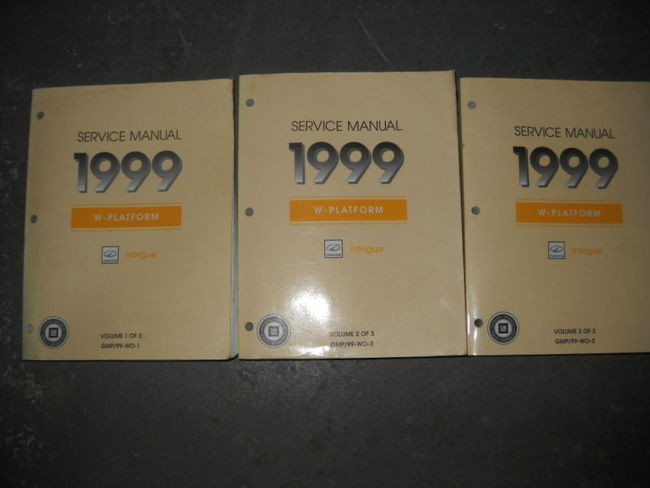 SERVICE MANUAL
1999
W-PLATFORM
Intrigue
VOLUME 1 OF 3
GMP/99-WO-1
SERVICE MANUAL
1999
W-PLATFORM
Intrigue
VOLUME 2 OF 3
GMP/99-WO-2
SERVICE MANUAL
1999
W-PLATFORM
Intrigue
VOLUME 3 OF 3
GMP/99-WO-3